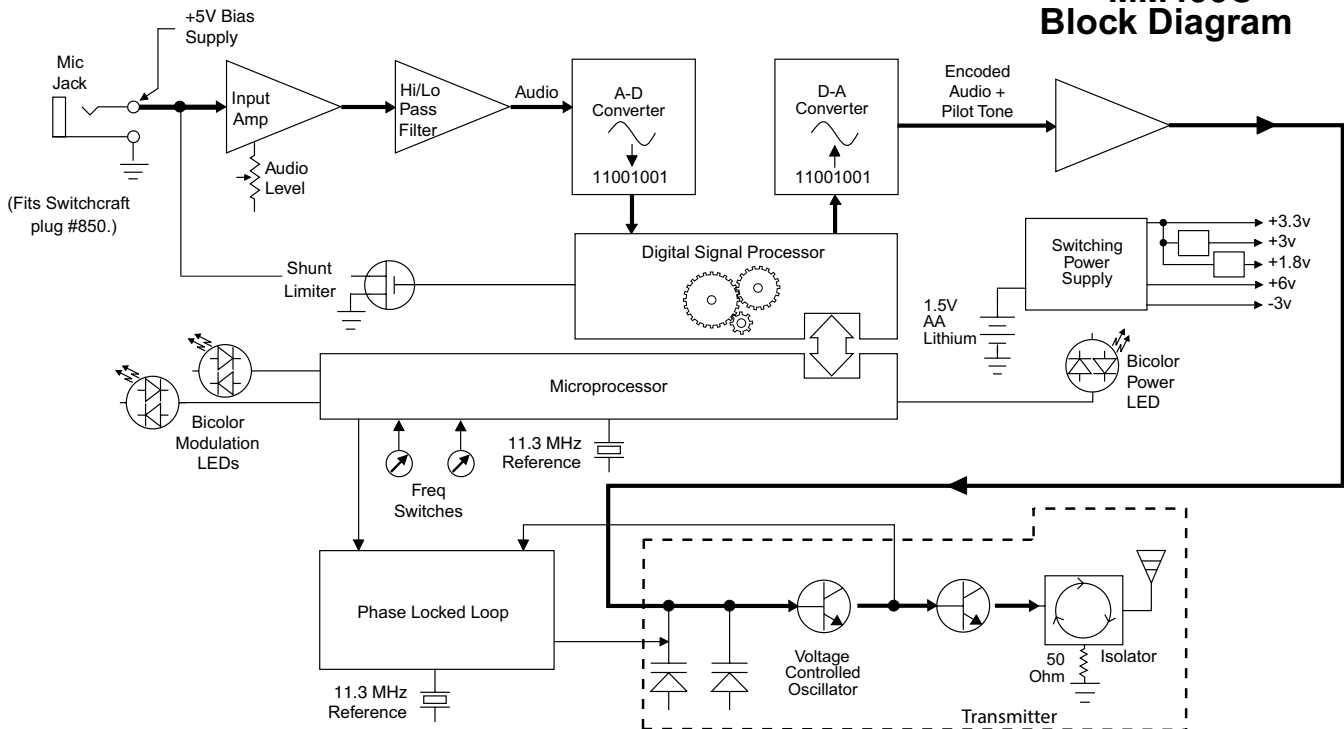 Block Diagram
+5V Bias
Supply
Mic
Jack
Input
Amp
Hi/Lo
Pass
Filter
Audio
A-D
Converter
11001001
D-A
Converter
11001001
Encoded
Audio +
Pilot Tone
Audio
Level
(Fits Switchcraft
plug #850.)
Shunt
Limiter
Digital Signal Processor
Switching
Power
Supply
+3.3v
+3v
+1.8v
+6v
-3v
1.5V
AA
Lithium
Bicolor
Power
LED
Microprocessor
Bicolor
Modulation
LEDs
Freq
Switches
11.3 MHz
Reference
Phase Locked Loop
11.3 MHz
Reference
Voltage
Controlled
Oscillator
50
Ohm
Isolator
Transmitter